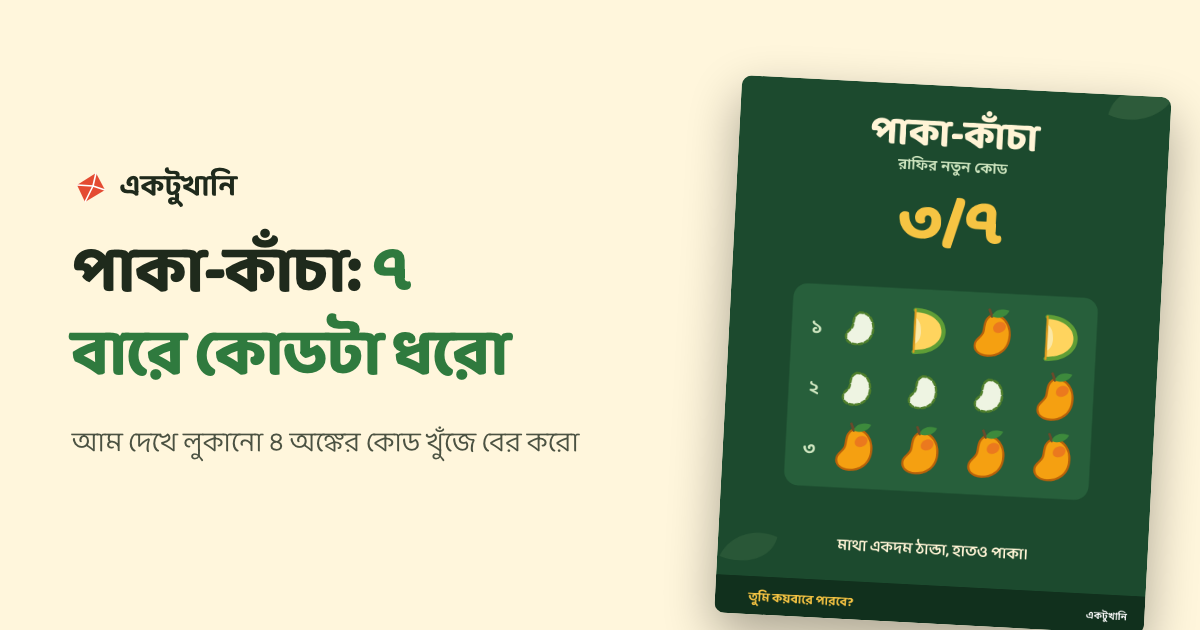 একটুখানি
পাকা-কাঁচা: ৭
বারে কোডটা ধরো
আম দেখে লুকানো ৪ অঙ্কের কোড খুঁজে বের করো
পাকা-কাঁচা
রাফির নতুন কোড
৩/৭
১
২
৩
মাথা একদম ঠান্ডা, হাতও পাকা।
তুমি কয়বারে পারবে?
একটুখানি